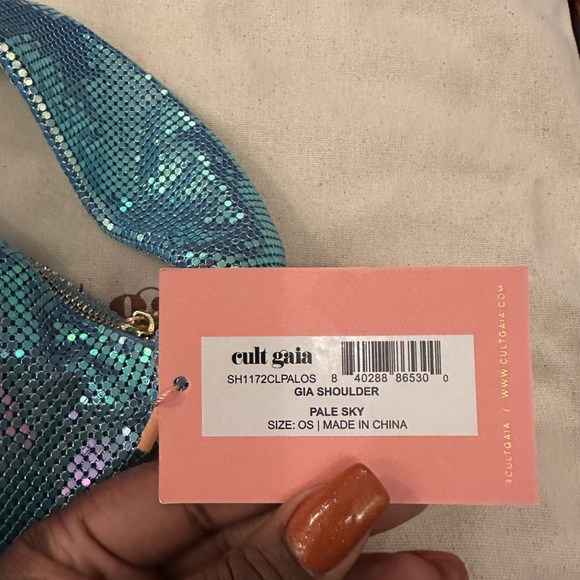 cult gaia
SH1172CLPALOS 8 40288 86530 0
GIA SHOULDER
PALE SKY
SIZE: OS | MADE IN CHINA
@CULTGAIA / WWW.CULTGAIA.COM